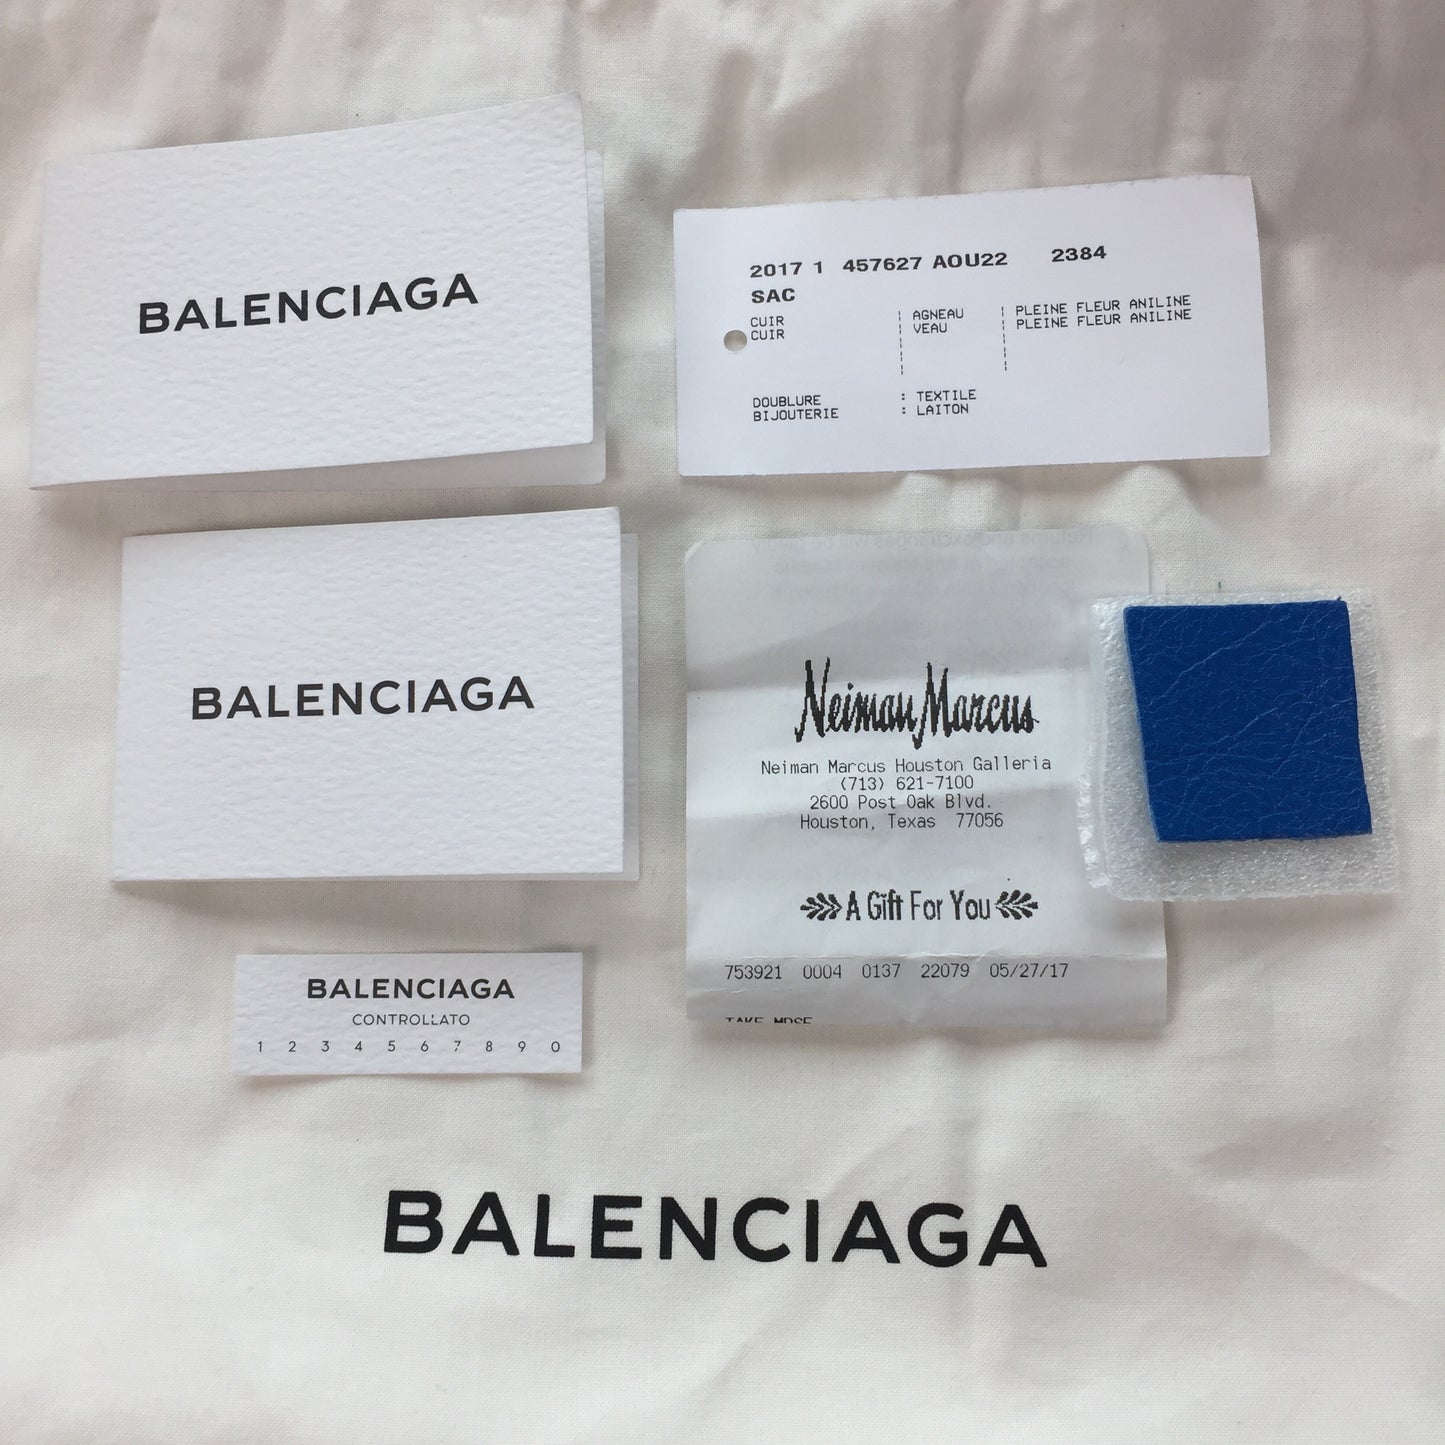 BALENCIAGA
2017 1 457627 AOU22 2384
SAC
CUIR | AGNEAU | PLEINE FLEUR ANILINE
CUIR | VEAU | PLEINE FLEUR ANILINE
DOUBLURE : TEXTILE
BIJOUTERIE : LAITON
BALENCIAGA
Neiman Marcus
Neiman Marcus Houston Galleria
(713) 621-7100
2600 Post Oak Blvd.
Houston, Texas 77056
A Gift For You
753921 0004 0137 22079 05/27/17
TAKE MDSE
BALENCIAGA
CONTROLLATO
1 2 3 4 5 6 7 8 9 0
BALENCIAGA